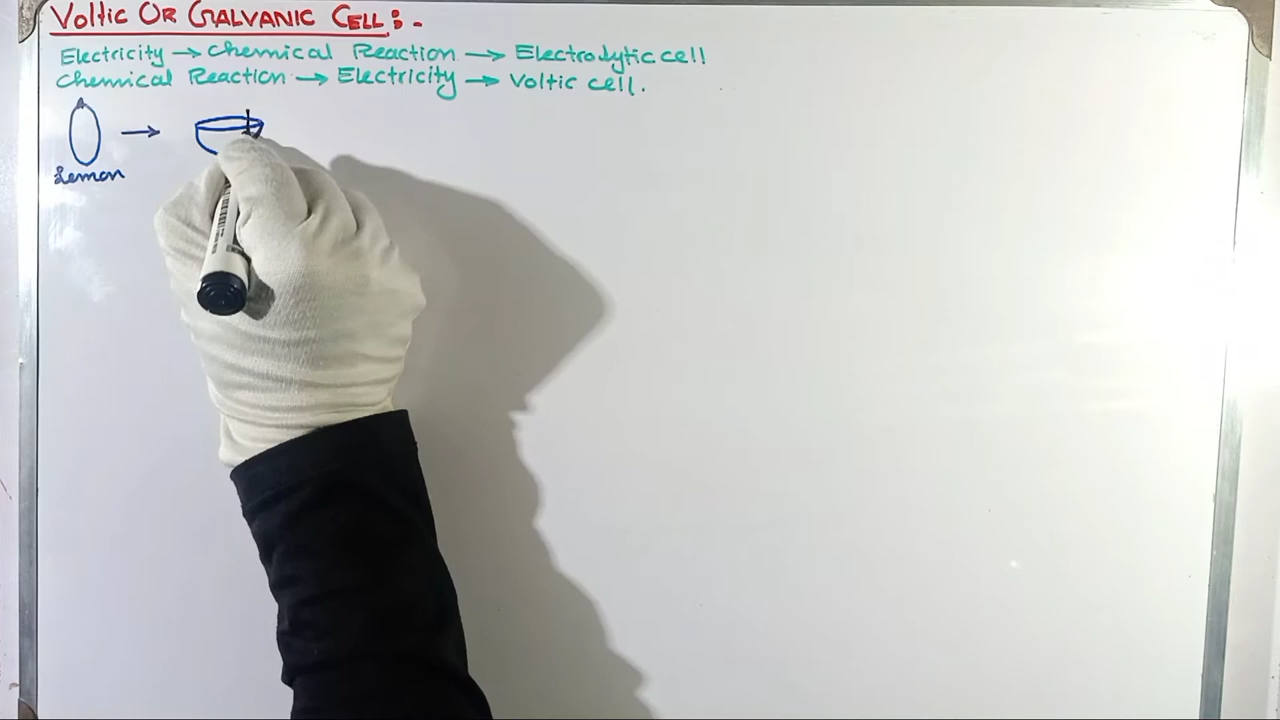 Voltic OR GALVANIC CELL:-
Electricity → Chemical Reaction → Electrolytic cell
Chemical Reaction → Electricity → Voltic cell.
Lemon